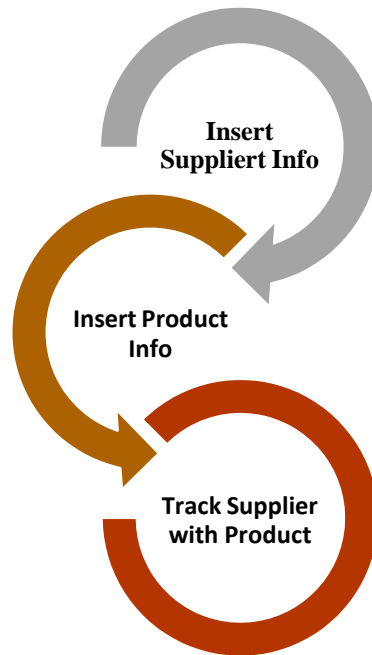 Insert
Suppliert Info
Insert Product
Info
Track Supplier
with Product